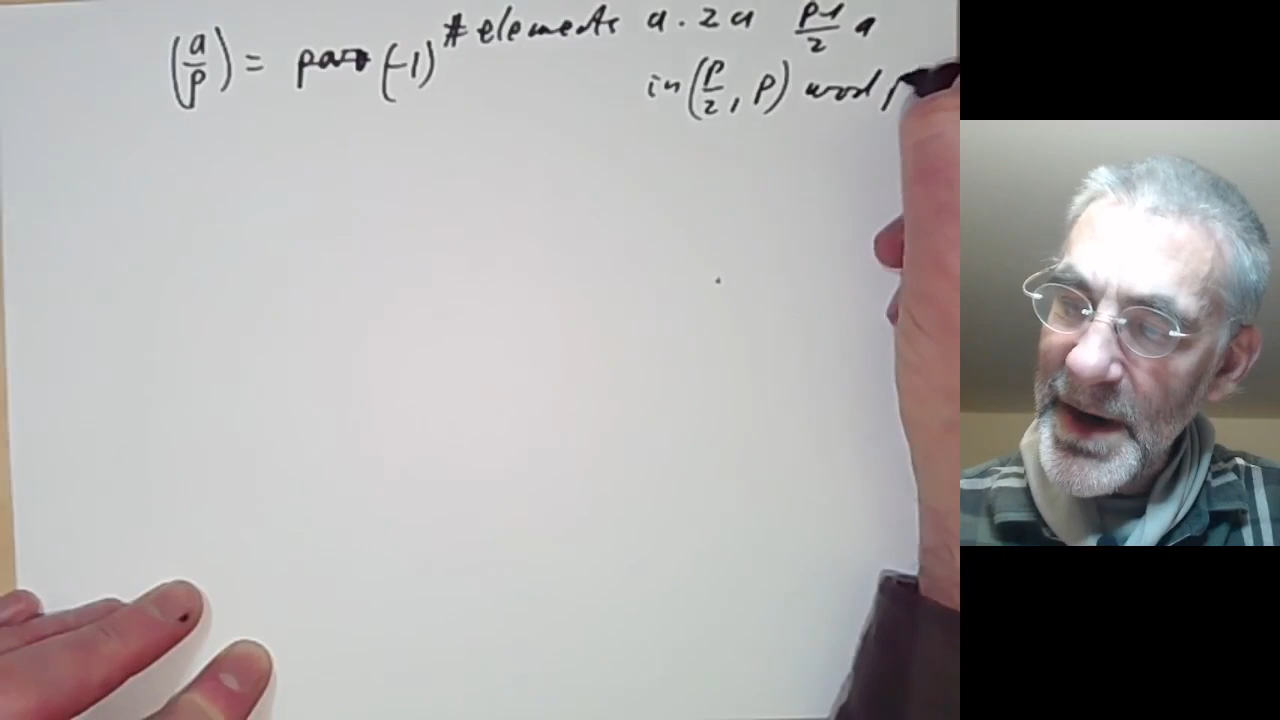 (a/p) = (-1)^# elements a. 2a (p-1)/2 a
in (p/2, p) mod p